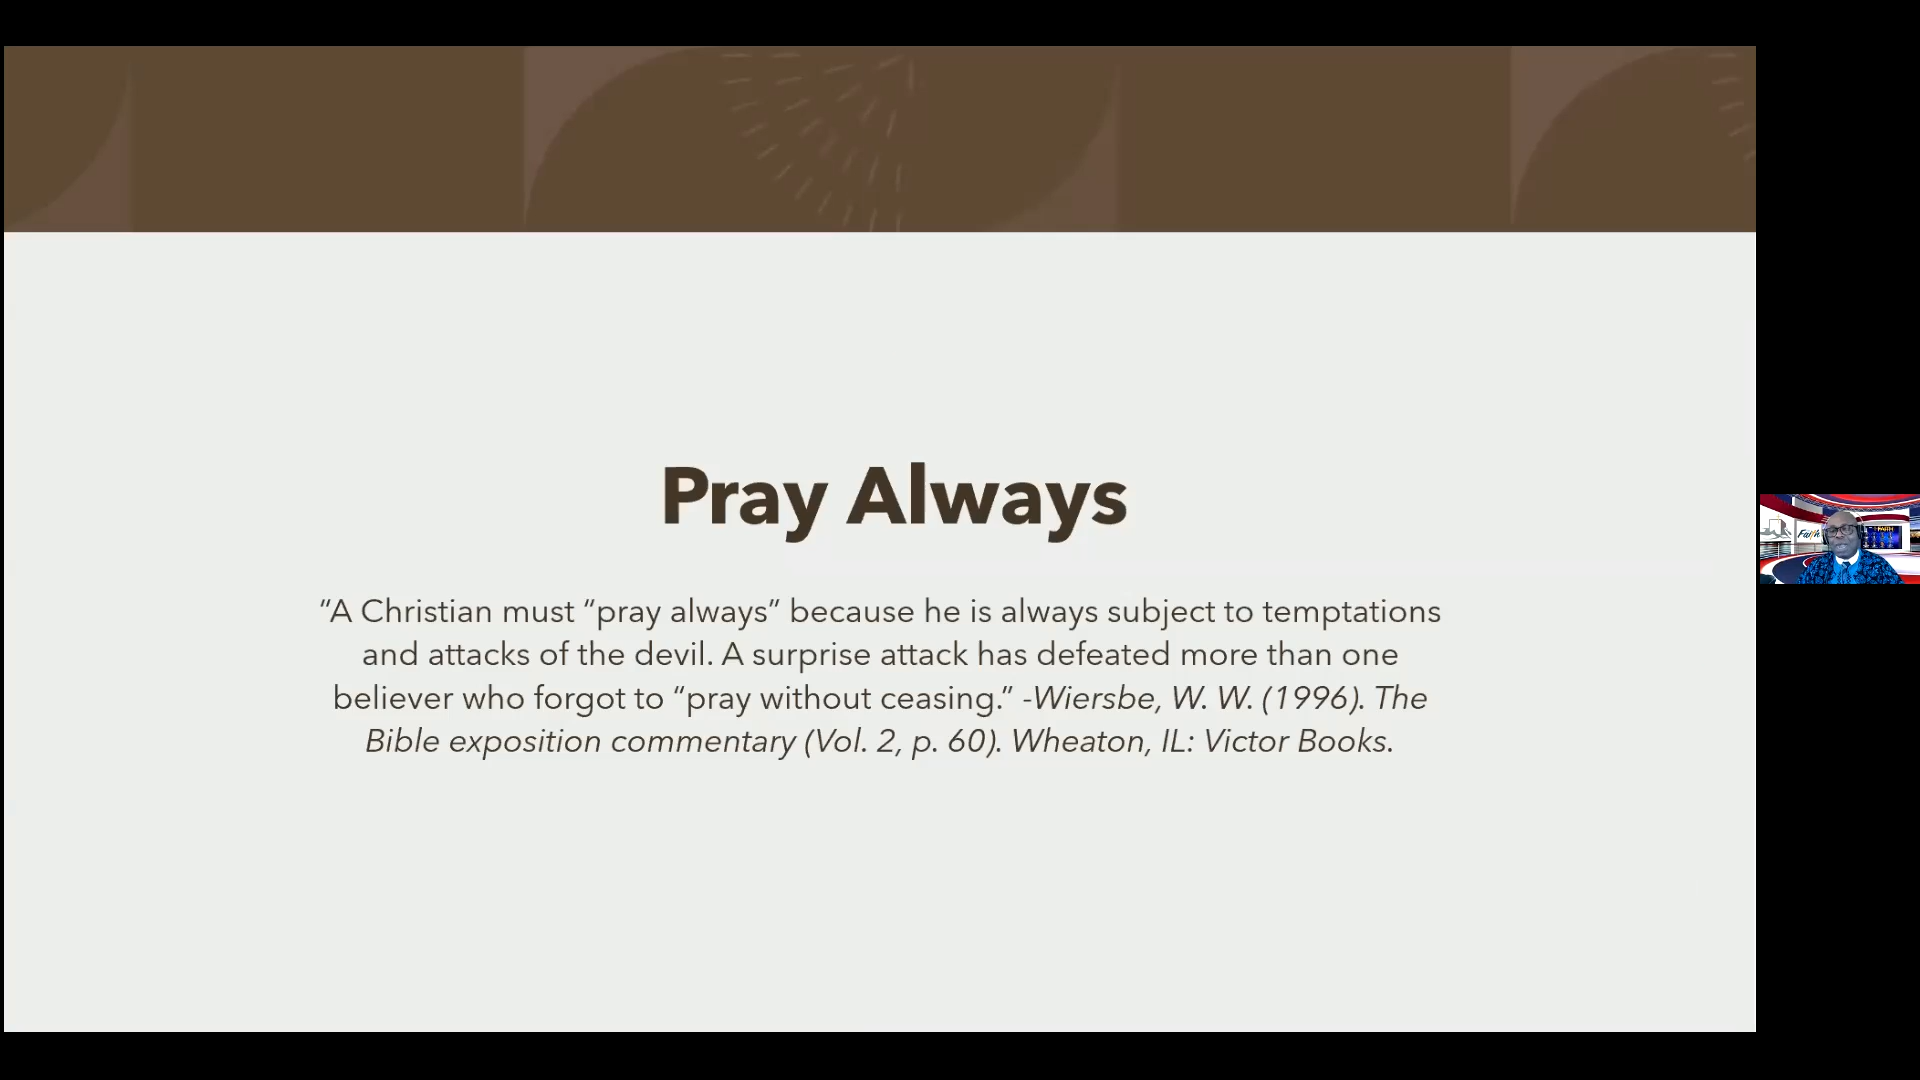 Pray Always
“A Christian must “pray always” because he is always subject to temptations
and attacks of the devil. A surprise attack has defeated more than one
believer who forgot to “pray without ceasing.” -Wiersbe, W. W. (1996). The
Bible exposition commentary (Vol. 2, p. 60). Wheaton, IL: Victor Books.
Faith
FAITH